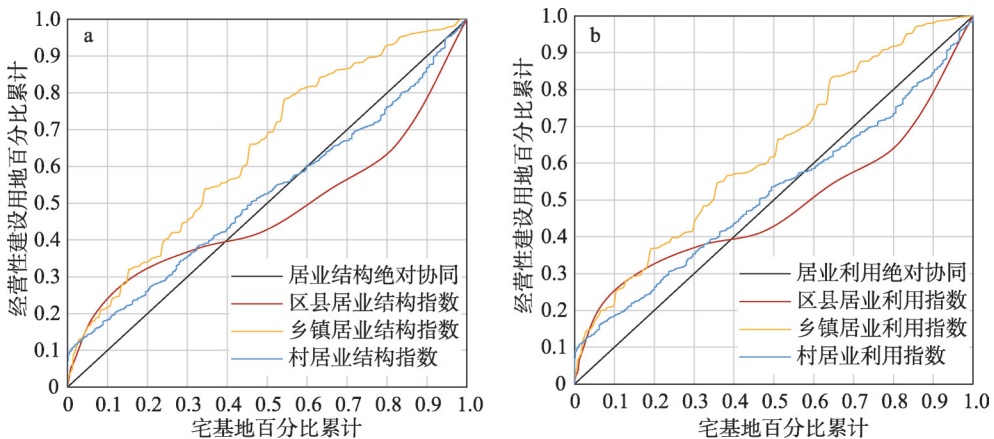 a
经营性建设用地百分比累计
1.0
0.9
0.8
0.7
0.6
0.5
0.4
0.3
0.2
0.1
0
居业结构绝对协同
区县居业结构指数
乡镇居业结构指数
村居业结构指数
0 0.1 0.2 0.3 0.4 0.5 0.6 0.7 0.8 0.9 1.0
宅基地百分比累计
b
经营性建设用地百分比累计
1.0
0.9
0.8
0.7
0.6
0.5
0.4
0.3
0.2
0.1
0
居业利用绝对协同
区县居业利用指数
乡镇居业利用指数
村居业利用指数
0 0.1 0.2 0.3 0.4 0.5 0.6 0.7 0.8 0.9 1.0
宅基地百分比累计